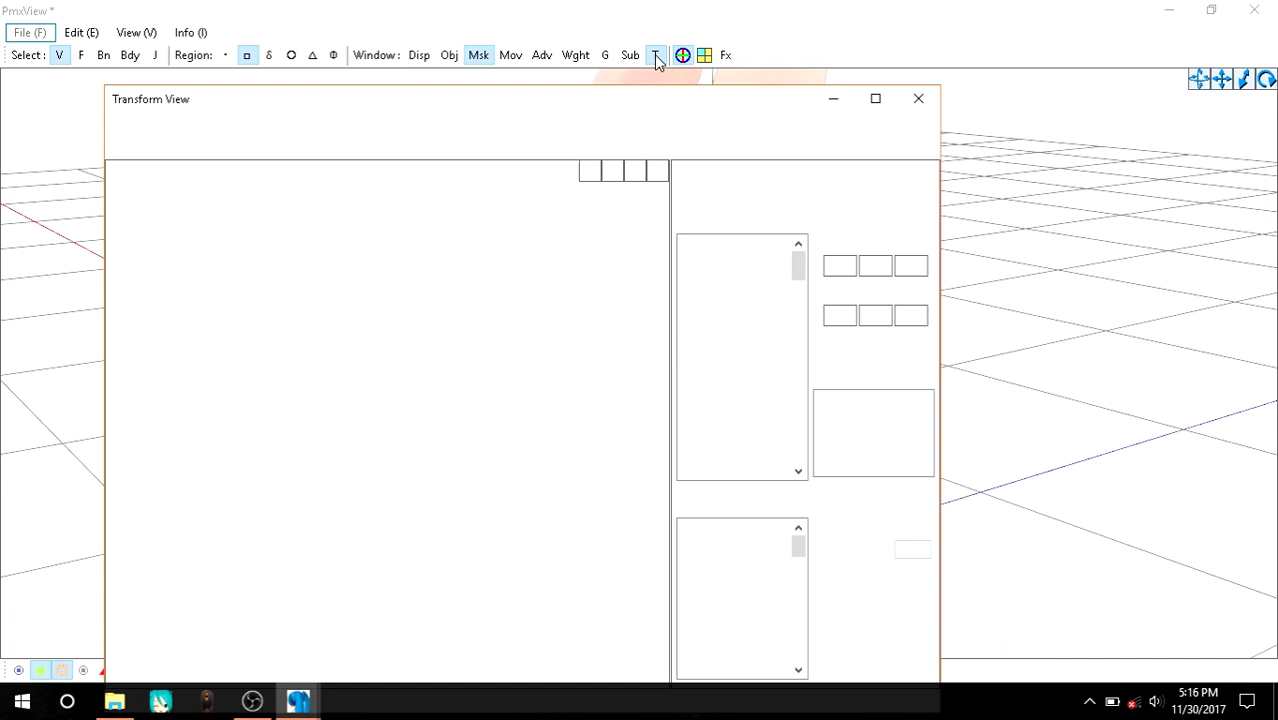 PmxView *
File (F) Edit (E) View (V) Info (I)
Select : V F Bn Bdy J Region: Window : Disp Obj Msk Mov Adv Wght G Sub T Fx
Transform View
5:16 PM
11/30/2017